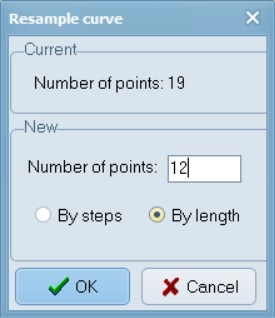 Resample curve
Current
Number of points: 19
New
Number of points: 12
By steps By length
OK Cancel